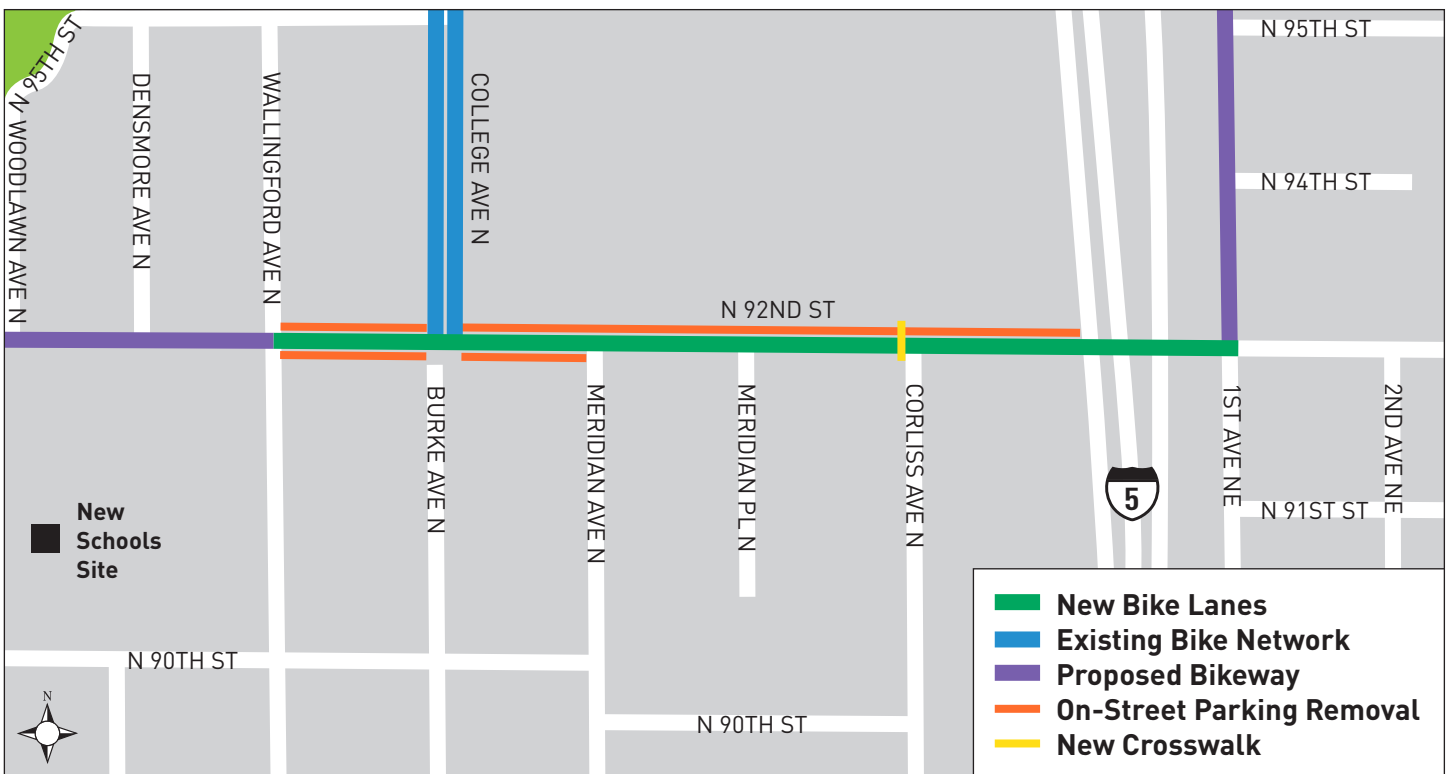 N 95TH ST
N WOODLAWN AVE N
DENSMORE AVE N
WALLINGFORD AVE N
COLLEGE AVE N
N 95TH ST
N 94TH ST
N 92ND ST
BURKE AVE N
MERIDIAN AVE N
MERIDIAN PL N
CORLISS AVE N
5
1ST AVE NE
2ND AVE NE
N 91ST ST
New
Schools
Site
N 90TH ST
N 90TH ST
N
New Bike Lanes
Existing Bike Network
Proposed Bikeway
On-Street Parking Removal
New Crosswalk